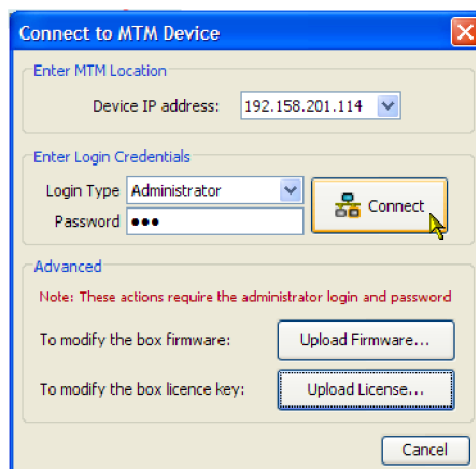 Connect to MTM Device
Enter MTM Location
Device IP address: 192.158.201.114
Enter Login Credentials
Login Type Administrator
Password ●●●
Connect
Advanced
Note: These actions require the administrator login and password
To modify the box firmware: Upload Firmware...
To modify the box licence key: Upload License...
Cancel